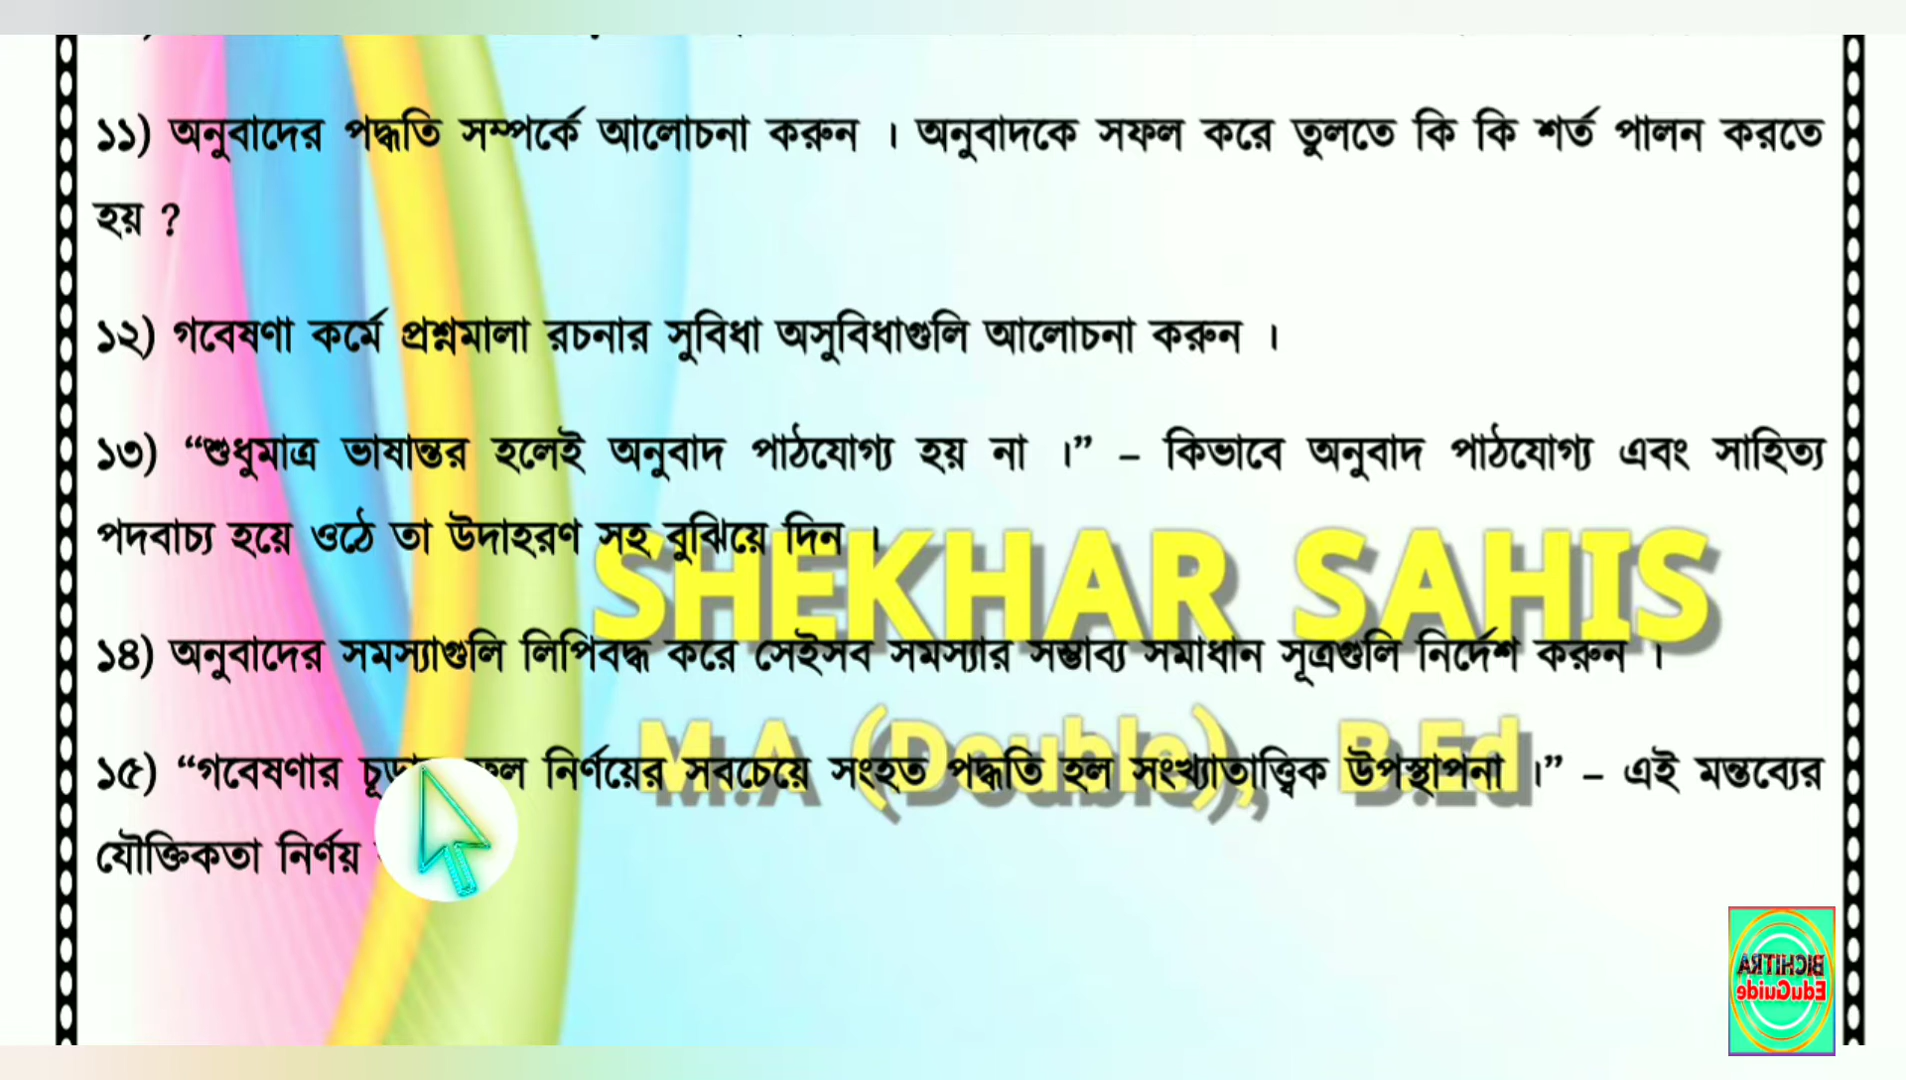 ১১) অনুবাদের পদ্ধতি সম্পর্কে আলোচনা করুন । অনুবাদকে সফল করে তুলতে কি কি শর্ত পালন করতে
হয় ?
১২) গবেষণা কর্মে প্রশ্নমালা রচনার সুবিধা অসুবিধাগুলি আলোচনা করুন ।
১৩) “শুধুমাত্র ভাষান্তর হলেই অনুবাদ পাঠযোগ্য হয় না ।” – কিভাবে অনুবাদ পাঠযোগ্য এবং সাহিত্য
পদবাচ্য হয়ে ওঠে তা উদাহরণ সহ বুঝিয়ে দিন ।
SHEKHAR SAHIS
১৪) অনুবাদের সমস্যাগুলি লিপিবদ্ধ করে সেইসব সমস্যার সম্ভাব্য সমাধান সূত্রগুলি নির্দেশ করুন ।
M.A (Double), B.Ed
১৫) “গবেষণার নির্ণয়ের সবচেয়ে সংহত পদ্ধতি হল সংখ্যাতাত্ত্বিক উপস্থাপনা ।” – এই মন্তব্যের
যৌক্তিকতা নির্ণয়
BICHITRA
EduGuide